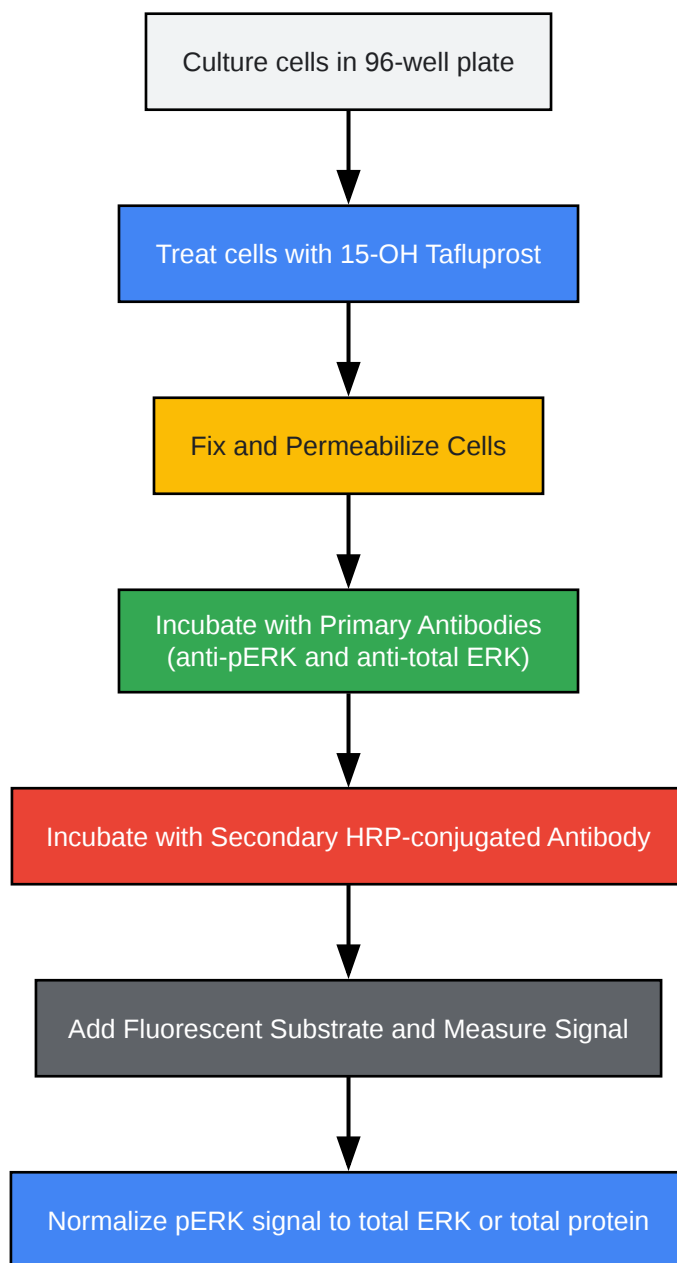 Culture cells in 96-well plate
Treat cells with 15-OH Tafluprost
Fix and Permeabilize Cells
Incubate with Primary Antibodies
(anti-pERK and anti-total ERK)
Incubate with Secondary HRP-conjugated Antibody
Add Fluorescent Substrate and Measure Signal
Normalize pERK signal to total ERK or total protein